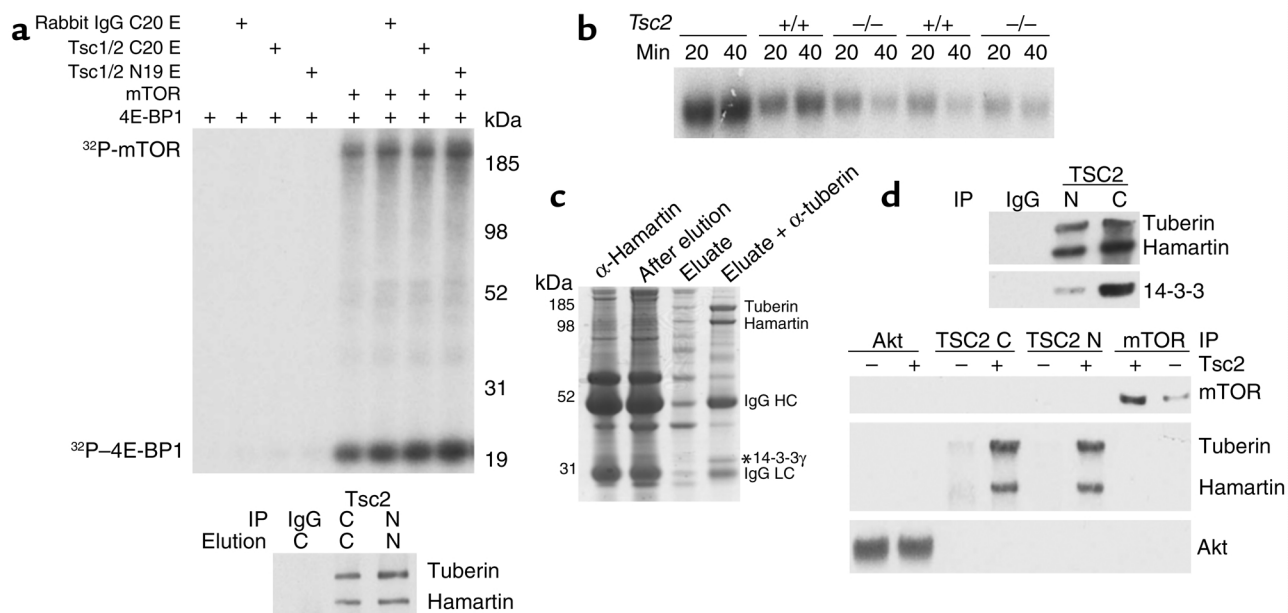 a
Rabbit IgG C20 E + +
Tsc1/2 C20 E + +
Tsc1/2 N19 E + +
mTOR + + + +
4E-BP1 + + + + + + + +
kDa
³²P-mTOR
185
98
52
31
³²P–4E-BP1
19
Tsc2
IP IgG C N
Elution C C N
Tuberin
Hamartin
b
Tsc2 +/+ –/– +/+ –/–
Min 20 40 20 40 20 40 20 40 20 40
c
α-Hamartin
After elution
Eluate
Eluate + α-tuberin
kDa
185 Tuberin
98 Hamartin
52 IgG HC
*14-3-3γ
31 IgG LC
d
TSC2
IP IgG N C
Tuberin
Hamartin
14-3-3
Akt TSC2 C TSC2 N mTOR IP
– + – + – + + – Tsc2
mTOR
Tuberin
Hamartin
Akt